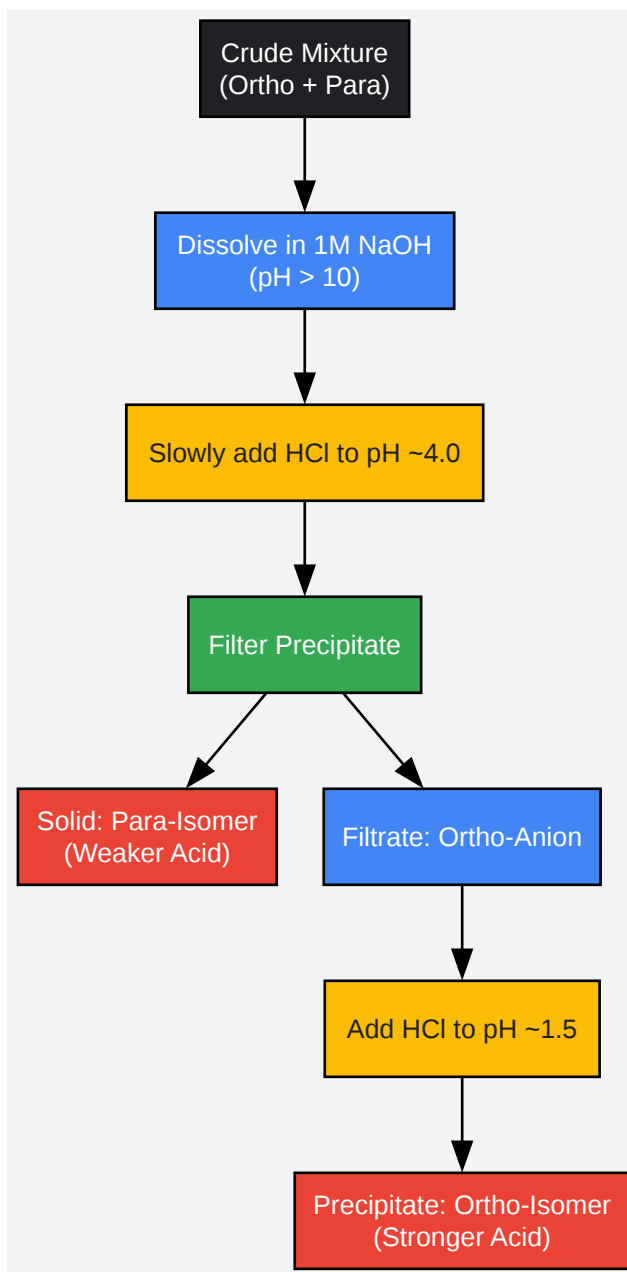 Crude Mixture
(Ortho + Para)
Dissolve in 1M NaOH
(pH > 10)
Slowly add HCl to pH ~4.0
Filter Precipitate
Solid: Para-Isomer
(Weaker Acid)
Filtrate: Ortho-Anion
Add HCl to pH ~1.5
Precipitate: Ortho-Isomer
(Stronger Acid)